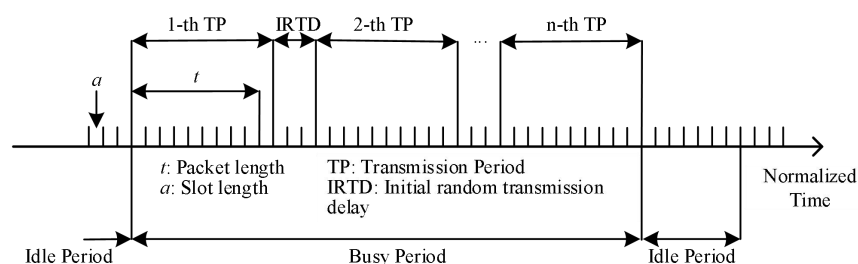 1-th TP IRTD 2-th TP ... n-th TP
a
t
t: Packet length
a: Slot length
TP: Transmission Period
IRTD: Initial random transmission
delay
Normalized
Time
Idle Period Busy Period Idle Period